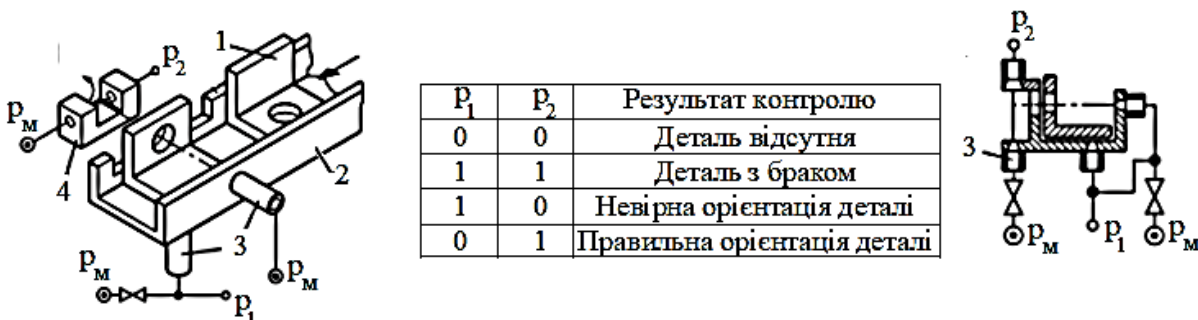 1
p₂
pм
4
2
3
pм
pм
p₁
p₁ p₂ Результат контролю
0 0 Деталь відсутня
1 1 Деталь з браком
1 0 Невірна орієнтація деталі
0 1 Правильна орієнтація деталі
p₂
3
pм p₁ pм